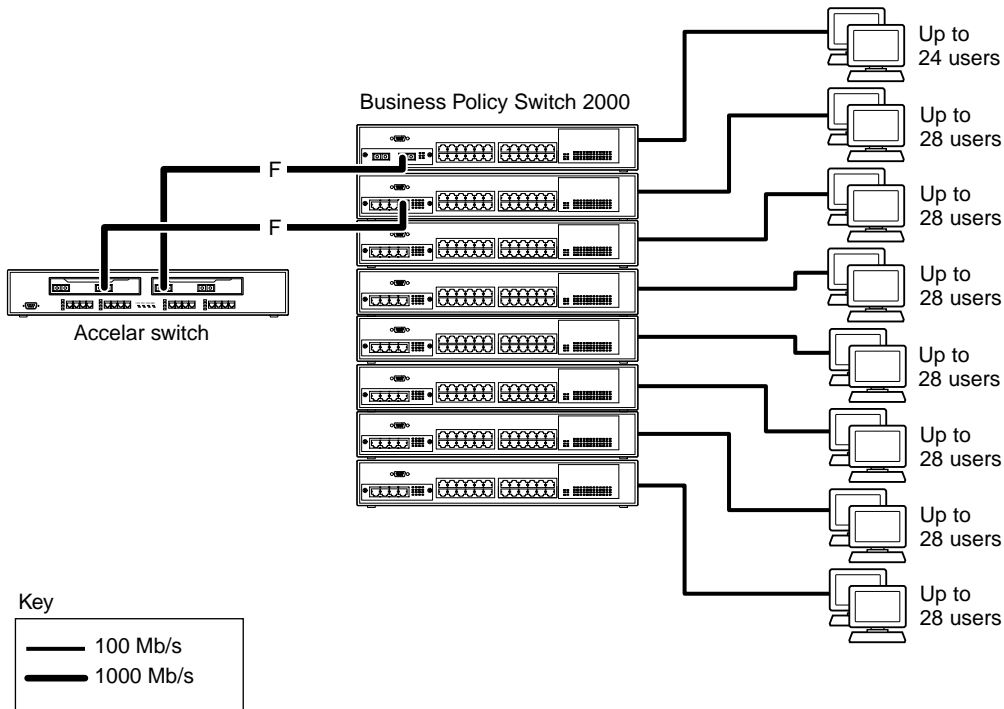 Business Policy Switch 2000
F
F
Accelar switch
Up to
24 users
Up to
28 users
Up to
28 users
Up to
28 users
Up to
28 users
Up to
28 users
Up to
28 users
Up to
28 users
Key
100 Mb/s
1000 Mb/s